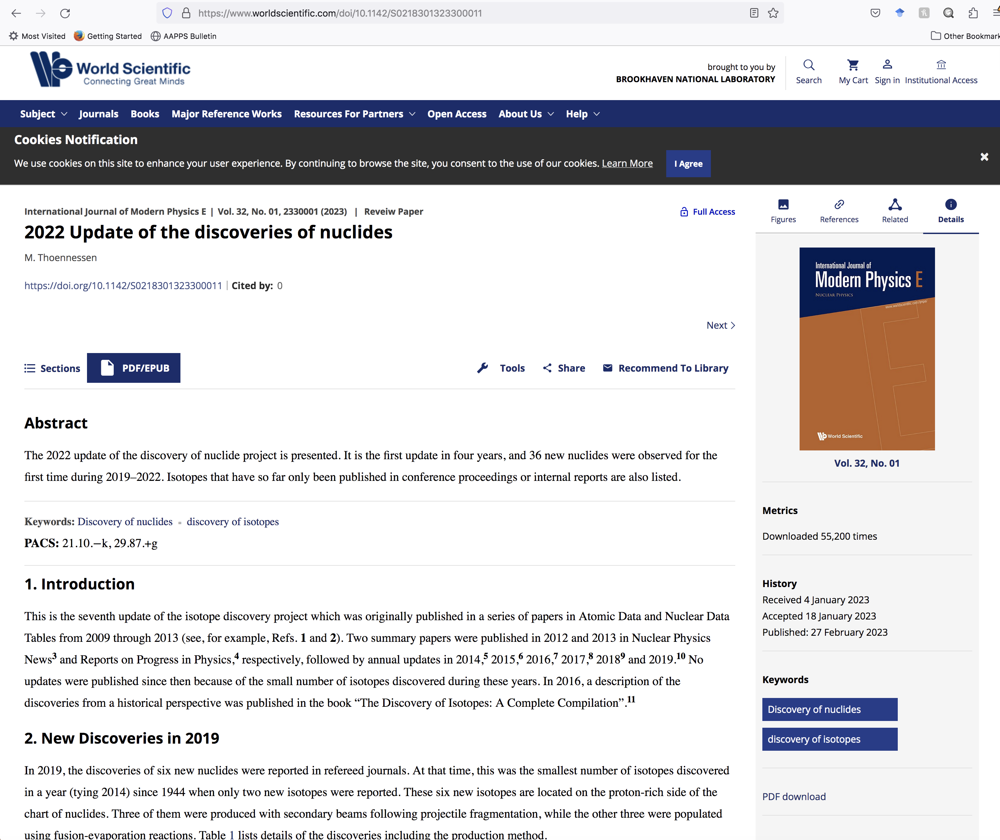 https://www.worldscientific.com/doi/10.1142/S0218301323300011
Most Visited Getting Started AAPPS Bulletin Other Bookmark
World Scientific
Connecting Great Minds
brought to you by
BROOKHAVEN NATIONAL LABORATORY
Search My Cart Sign in Institutional Access
Subject Journals Books Major Reference Works Resources For Partners Open Access About Us Help
Cookies Notification
We use cookies on this site to enhance your user experience. By continuing to browse the site, you consent to the use of our cookies. Learn More I Agree
International Journal of Modern Physics E | Vol. 32, No. 01, 2330001 (2023) | Reveiw Paper
Full Access
2022 Update of the discoveries of nuclides
M. Thoennessen
https://doi.org/10.1142/S0218301323300011 | Cited by: 0
Next >
Sections PDF/EPUB Tools Share Recommend To Library
Abstract
The 2022 update of the discovery of nuclide project is presented. It is the first update in four years, and 36 new nuclides were observed for the
first time during 2019–2022. Isotopes that have so far only been published in conference proceedings or internal reports are also listed.
Keywords: Discovery of nuclides discovery of isotopes
PACS: 21.10.−k, 29.87.+g
1. Introduction
This is the seventh update of the isotope discovery project which was originally published in a series of papers in Atomic Data and Nuclear Data
Tables from 2009 through 2013 (see, for example, Refs. 1 and 2). Two summary papers were published in 2012 and 2013 in Nuclear Physics
News3 and Reports on Progress in Physics,4 respectively, followed by annual updates in 2014,5 2015,6 2016,7 2017,8 20189 and 2019.10 No
updates were published since then because of the small number of isotopes discovered during these years. In 2016, a description of the
discoveries from a historical perspective was published in the book “The Discovery of Isotopes: A Complete Compilation”.11
2. New Discoveries in 2019
In 2019, the discoveries of six new nuclides were reported in refereed journals. At that time, this was the smallest number of isotopes discovered
in a year (tying 2014) since 1944 when only two new isotopes were reported. These six new isotopes are located on the proton-rich side of the
chart of nuclides. Three of them were produced with secondary beams following projectile fragmentation, while the other three were populated
using fusion-evaporation reactions. Table 1 lists details of the discoveries including the production method.
Figures References Related Details
International Journal of
Modern Physics E
NUCLEAR PHYSICS
www.worldscientific.com/ijmpe/
World Scientific
Vol. 32, No. 01
Metrics
Downloaded 55,200 times
History
Received 4 January 2023
Accepted 18 January 2023
Published: 27 February 2023
Keywords
Discovery of nuclides
discovery of isotopes
PDF download